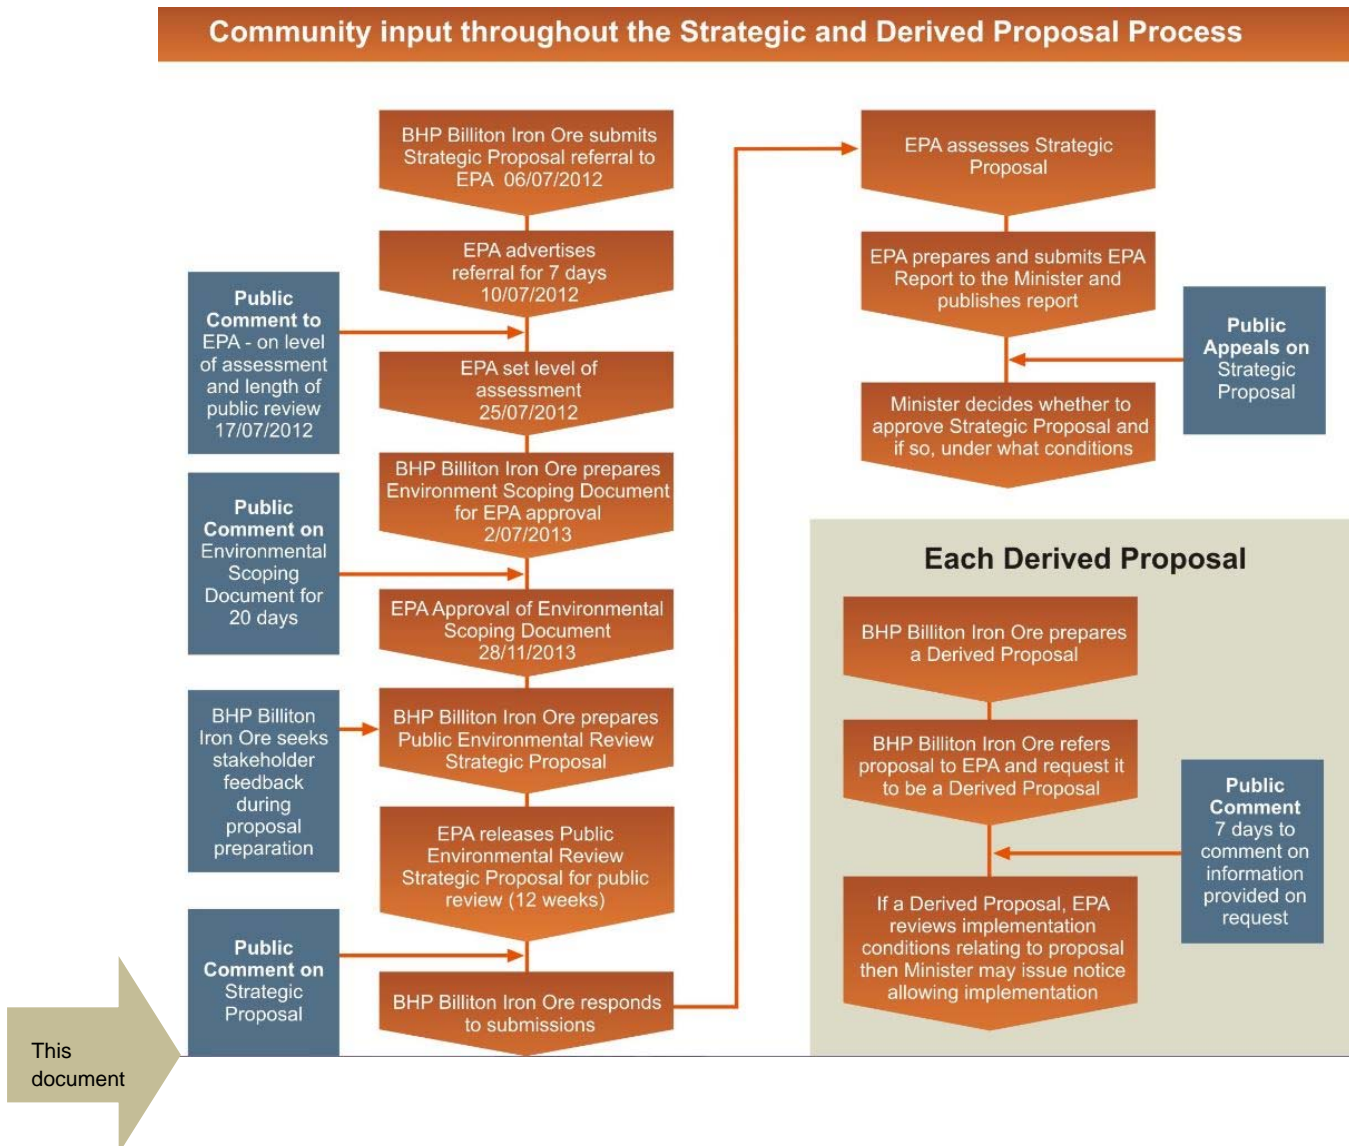 Community input throughout the Strategic and Derived Proposal Process
BHP Billiton Iron Ore submits
Strategic Proposal referral to
EPA 06/07/2012
EPA advertises
referral for 7 days
10/07/2012
Public
Comment to
EPA - on level
of assessment
and length of
public review
17/07/2012
EPA set level of
assessment
25/07/2012
BHP Billiton Iron Ore prepares
Environment Scoping Document
for EPA approval
2/07/2013
Public
Comment on
Environmental
Scoping
Document for
20 days
EPA Approval of Environmental
Scoping Document
28/11/2013
BHP Billiton
Iron Ore seeks
stakeholder
feedback
during
proposal
preparation
BHP Billiton Iron Ore prepares
Public Environmental Review
Strategic Proposal
EPA releases Public
Environmental Review
Strategic Proposal for public
review (12 weeks)
Public
Comment on
Strategic
Proposal
BHP Billiton Iron Ore responds
to submissions
This
document
EPA assesses Strategic
Proposal
EPA prepares and submits EPA
Report to the Minister and
publishes report
Public
Appeals on
Strategic
Proposal
Minister decides whether to
approve Strategic Proposal and
if so, under what conditions
Each Derived Proposal
BHP Billiton Iron Ore prepares
a Derived Proposal
BHP Billiton Iron Ore refers
proposal to EPA and request it
to be a Derived Proposal
Public
Comment
7 days to
comment on
information
provided on
request
If a Derived Proposal, EPA
reviews implementation
conditions relating to proposal
then Minister may issue notice
allowing implementation